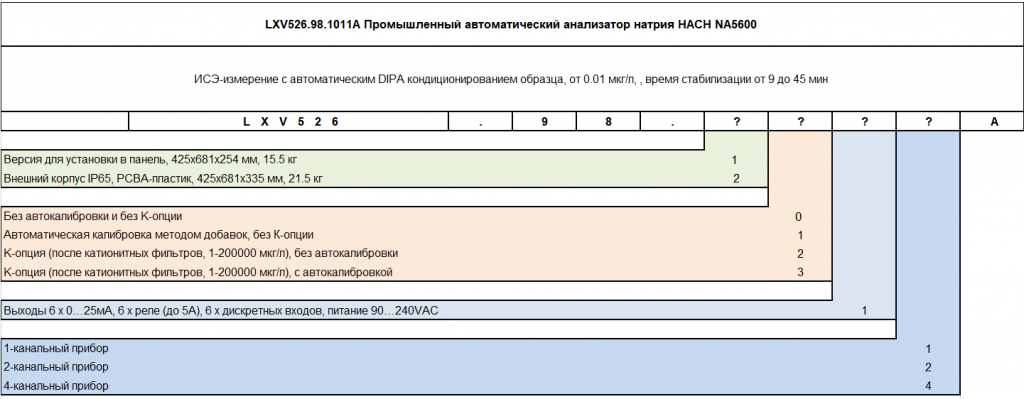 LXV526.98.1011A Промышленный автоматический анализатор натрия HACH NA5600
ИСЭ-измерение с автоматическим DIPA кондиционированием образца, от 0.01 мкг/л, , время стабилизации от 9 до 45 мин
L X V 5 2 6 . 9 8 . ? ? ? ? A
Версия для установки в панель, 425x681x254 мм, 15.5 кг 1
Внешний корпус IP65, PCBA-пластик, 425x681x335 мм, 21.5 кг 2
Без автокалибровки и без K-опции 0
Автоматическая калибровка методом добавок, без K-опции 1
K-опция (после катионитных фильтров, 1-200000 мкг/л), без автокалибровки 2
K-опция (после катионитных фильтров, 1-200000 мкг/л), с автокалибровкой 3
Выходы 6 x 0…25мА, 6 x реле (до 5А), 6 x дискретных входов, питание 90…240VAC 1
1-канальный прибор 1
2-канальный прибор 2
4-канальный прибор 4